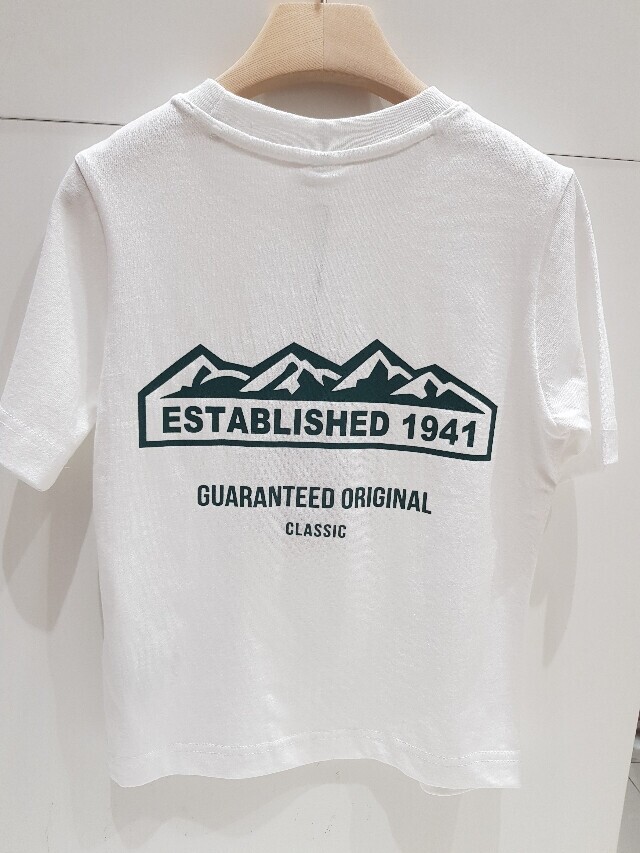 ESTABLISHED 1941
GUARANTEED ORIGINAL
CLASSIC